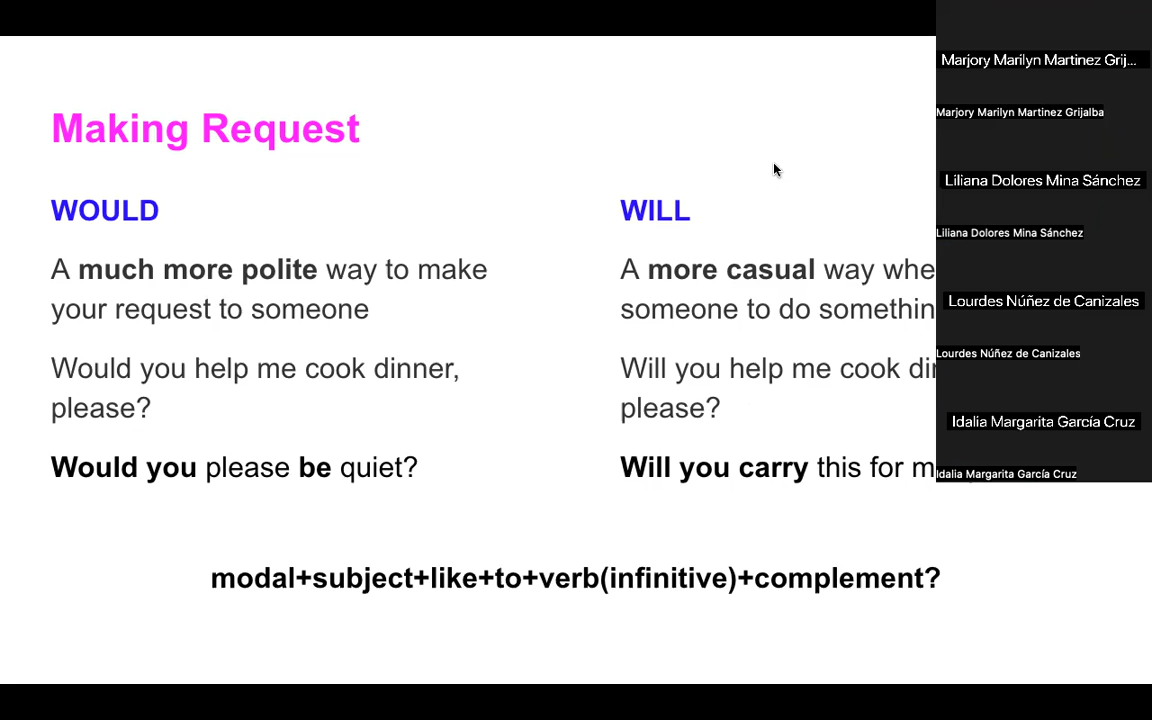 Making Request
WOULD
A much more polite way to make
your request to someone
Would you help me cook dinner,
please?
Would you please be quiet?
WILL
A more casual way
someone to do
Will you help me cook
please?
Will you carry this for
modal+subject+like+to+verb(infinitive)+complement?
Marjory Marilyn Martinez Grij...
Marjory Marilyn Martinez Grijalba
Liliana Dolores Mina Sánchez
Liliana Dolores Mina Sánchez
Lourdes Núñez de Canizales
Lourdes Núñez de Canizales
Idalia Margarita García Cruz
Idalia Margarita García Cruz